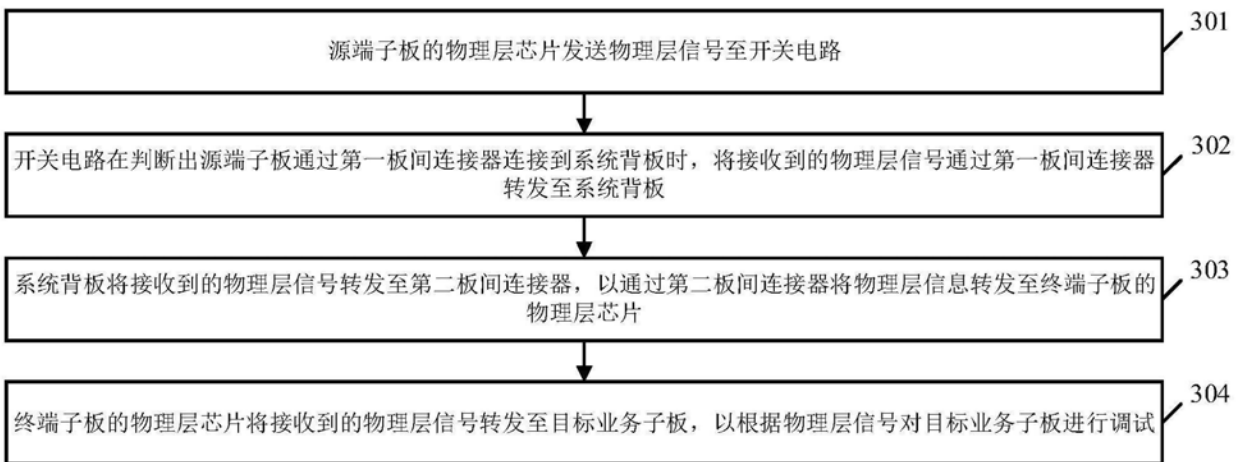 源端子板的物理层芯片发送物理层信号至开关电路
301
开关电路在判断出源端子板通过第一板间连接器连接到系统背板时，将接收到的物理层信号通过第一板间连接器
转发至系统背板
302
系统背板将接收到的物理层信号转发至第二板间连接器，以通过第二板间连接器将物理层信息转发至终端子板的
物理层芯片
303
终端子板的物理层芯片将接收到的物理层信号转发至目标业务子板，以根据物理层信号对目标业务子板进行调试
304